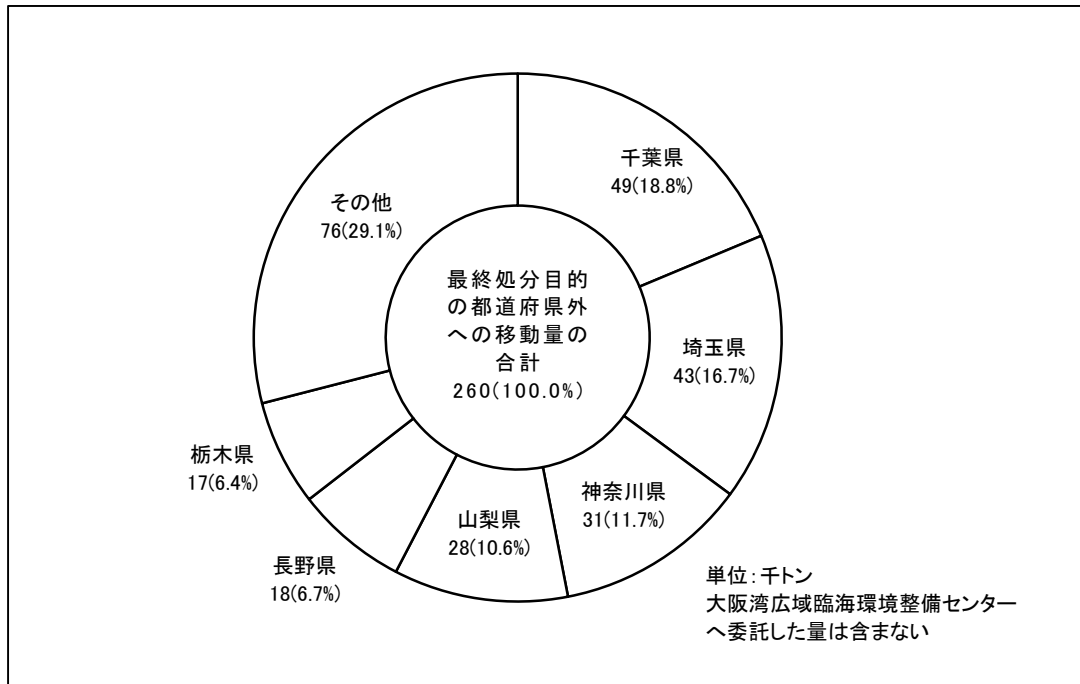 千葉県
49(18.8%)
埼玉県
43(16.7%)
神奈川県
31(11.7%)
山梨県
28(10.6%)
長野県
18(6.7%)
栃木県
17(6.4%)
その他
76(29.1%)
最終処分目的
の都道府県外
への移動量の
合計
260(100.0%)
単位:千トン
大阪湾広域臨海環境整備センター
へ委託した量は含まない